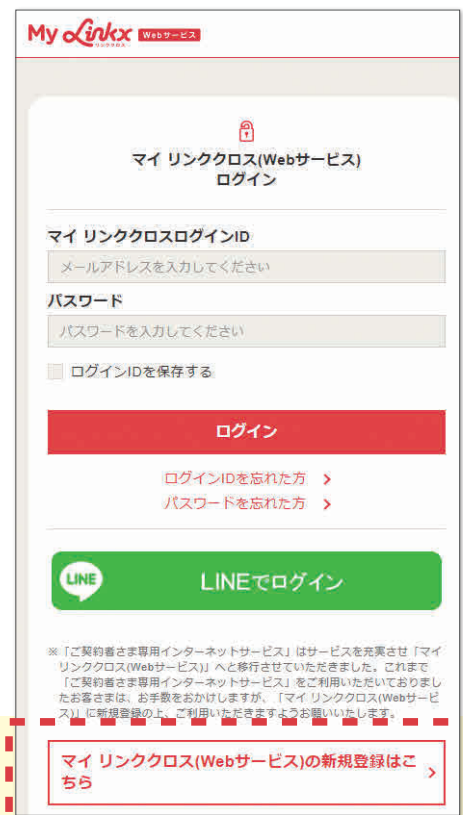 My Linkx Webサービス
リンククロス
マイ リンククロス(Webサービス)
ログイン
マイ リンククロスログインID
メールアドレスを入力してください
パスワード
パスワードを入力してください
ログインIDを保存する
ログイン
ログインIDを忘れた方 >
パスワードを忘れた方 >
LINE LINEでログイン
※「ご契約者さま専用インターネットサービス」はサービスを充実させ「マイ
リンククロス(Webサービス)」へと移行させていただきました。これまで
「ご契約者さま専用インターネットサービス」をご利用いただいておりまし
たお客さまは、お手数をおかけしますが、「マイ リンククロス(Webサービ
ス)」に新規登録の上、ご利用いただきますようお願いいたします。
マイ リンククロス(Webサービス)の新規登録はこ
ちら >